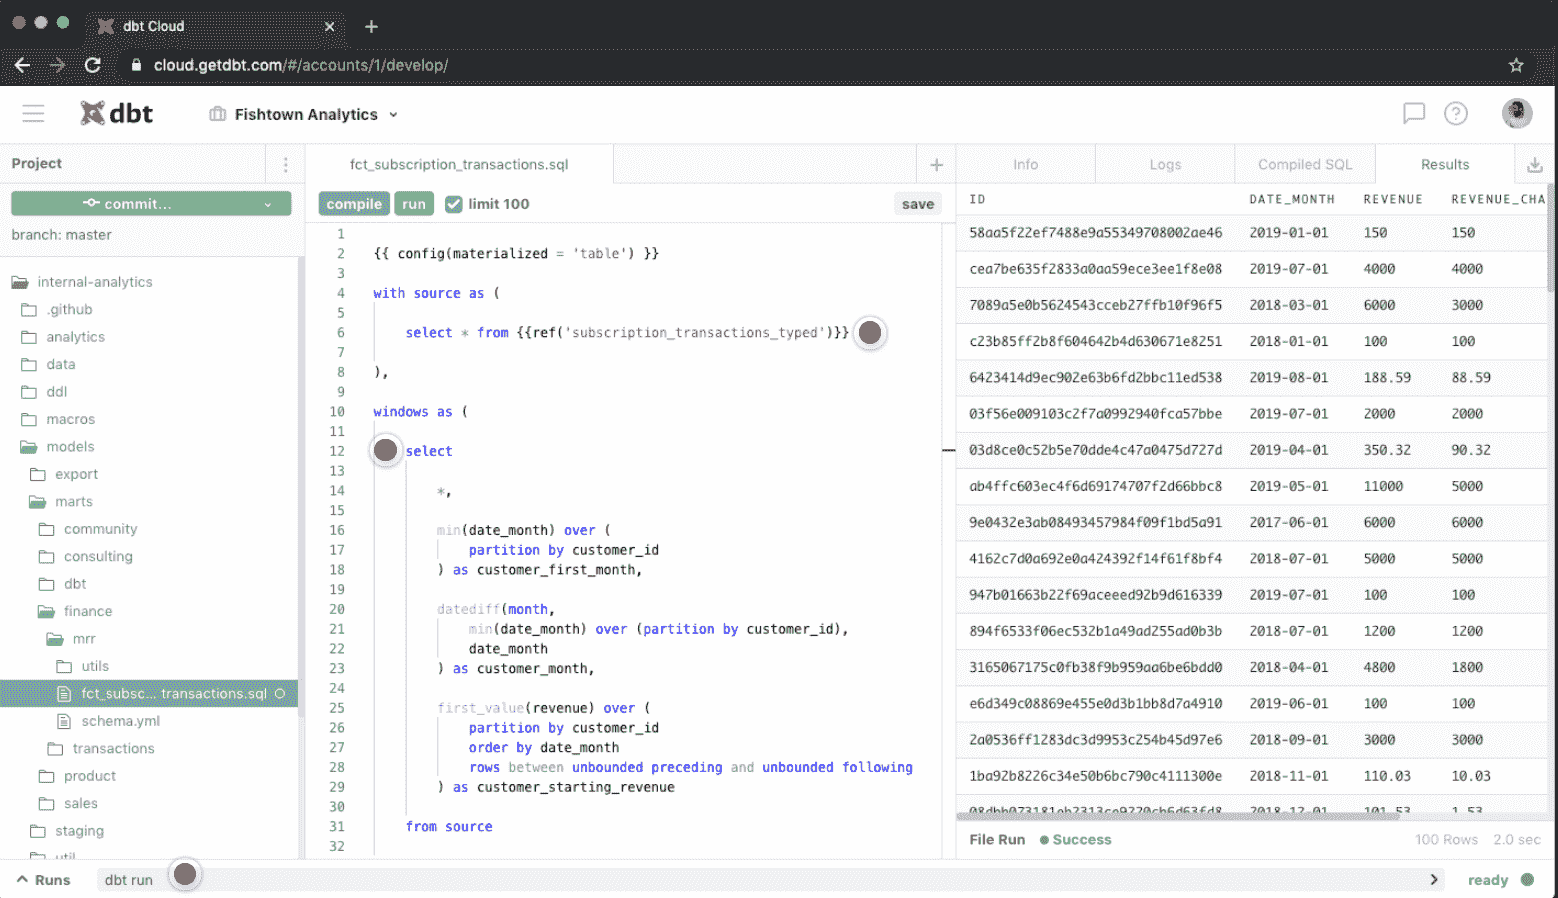 dbt Cloud
cloud.getdbt.com/#/accounts/1/develop/
dbt
Fishtown Analytics
Project
commit...
branch: master
internal-analytics
.github
analytics
data
ddl
macros
models
export
marts
community
consulting
dbt
finance
mrr
utils
fct_subsc... transactions.sql
schema.yml
transactions
product
sales
staging
util
fct_subscription_transactions.sql
compile run limit 100 save
1
2 {{ config(materialized = 'table') }}
3
4 with source as (
5
6 select * from {{ref('subscription_transactions_typed')}}
7
8 ),
9
10 windows as (
11
12 select
13
14 *,
15
16 min(date_month) over (
17 partition by customer_id
18 ) as customer_first_month,
19
20 datediff(month,
21 min(date_month) over (partition by customer_id),
22 date_month
23 ) as customer_month,
24
25 first_value(revenue) over (
26 partition by customer_id
27 order by date_month
28 rows between unbounded preceding and unbounded following
29 ) as customer_starting_revenue
30
31 from source
32
Info Logs Compiled SQL Results
ID DATE_MONTH REVENUE REVENUE_CHA
58aa5f22ef7488e9a55349708002ae46 2019-01-01 150 150
cea7be635f2833a0aa59ece3ee1f8e08 2019-07-01 4000 4000
7089a5e0b5624543cceb27ffb10f96f5 2018-03-01 6000 3000
c23b85ff2b8f604642b4d630671e8251 2018-01-01 100 100
6423414d9ec902e63b6fd2bbc11ed538 2019-08-01 188.59 88.59
03f56e009103c2f7a0992940fca57bbe 2019-07-01 2000 2000
03d8ce0c52b5e70dde4c47a0475d727d 2019-04-01 350.32 90.32
ab4ffc603ec4f6d69174707f2d66bbc8 2019-05-01 11000 5000
9e0432e3ab08493457984f09f1bd5a91 2017-06-01 6000 6000
4162c7d0a692e0a424392f14f61f8bf4 2018-07-01 5000 5000
947b01663b22f69aceeed92b9d616339 2019-07-01 100 100
894f6533f06ec532b1a49ad255ad0b3b 2018-07-01 1200 1200
3165067175c0fb38f9b959aa6be6bdd0 2018-04-01 4800 1800
e6d349c08869e455e0d3b1bb8d7a4910 2019-06-01 100 100
2a0536ff1283dc3d9953c254b45d97e6 2018-09-01 3000 3000
1ba92b8226c34e50b6bc790c4111300e 2018-11-01 110.03 10.03
2018-12-01 101.53 1.53
File Run Success 100 Rows 2.0 sec
Runs dbt run ready